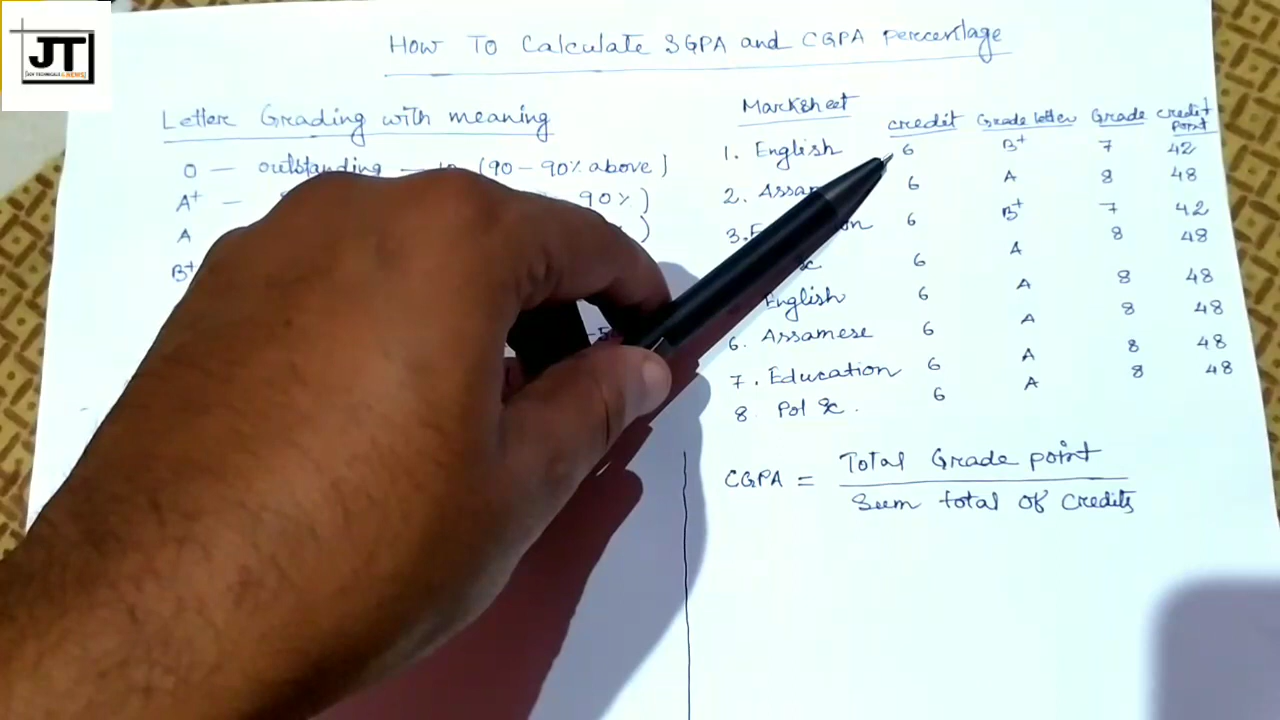 JT
How To Calculate SGPA and CGPA percentage
Letter Grading with meaning
O — outstanding — (90-90% above)
A+ — 90%)
A )
B+
Marksheet credit Grade letter Grade credit point
1. English 6 B+ 7 42
2. 6 A 8 48
3. 6 B+ 7 42
6 A 8 48
English 6 A 8 48
6. Assamese 6 A 8 48
7. Education 6 A 8 48
8 Pol Sc. 6 A 8 48
CGPA = Total Grade point
Sum total of Credits